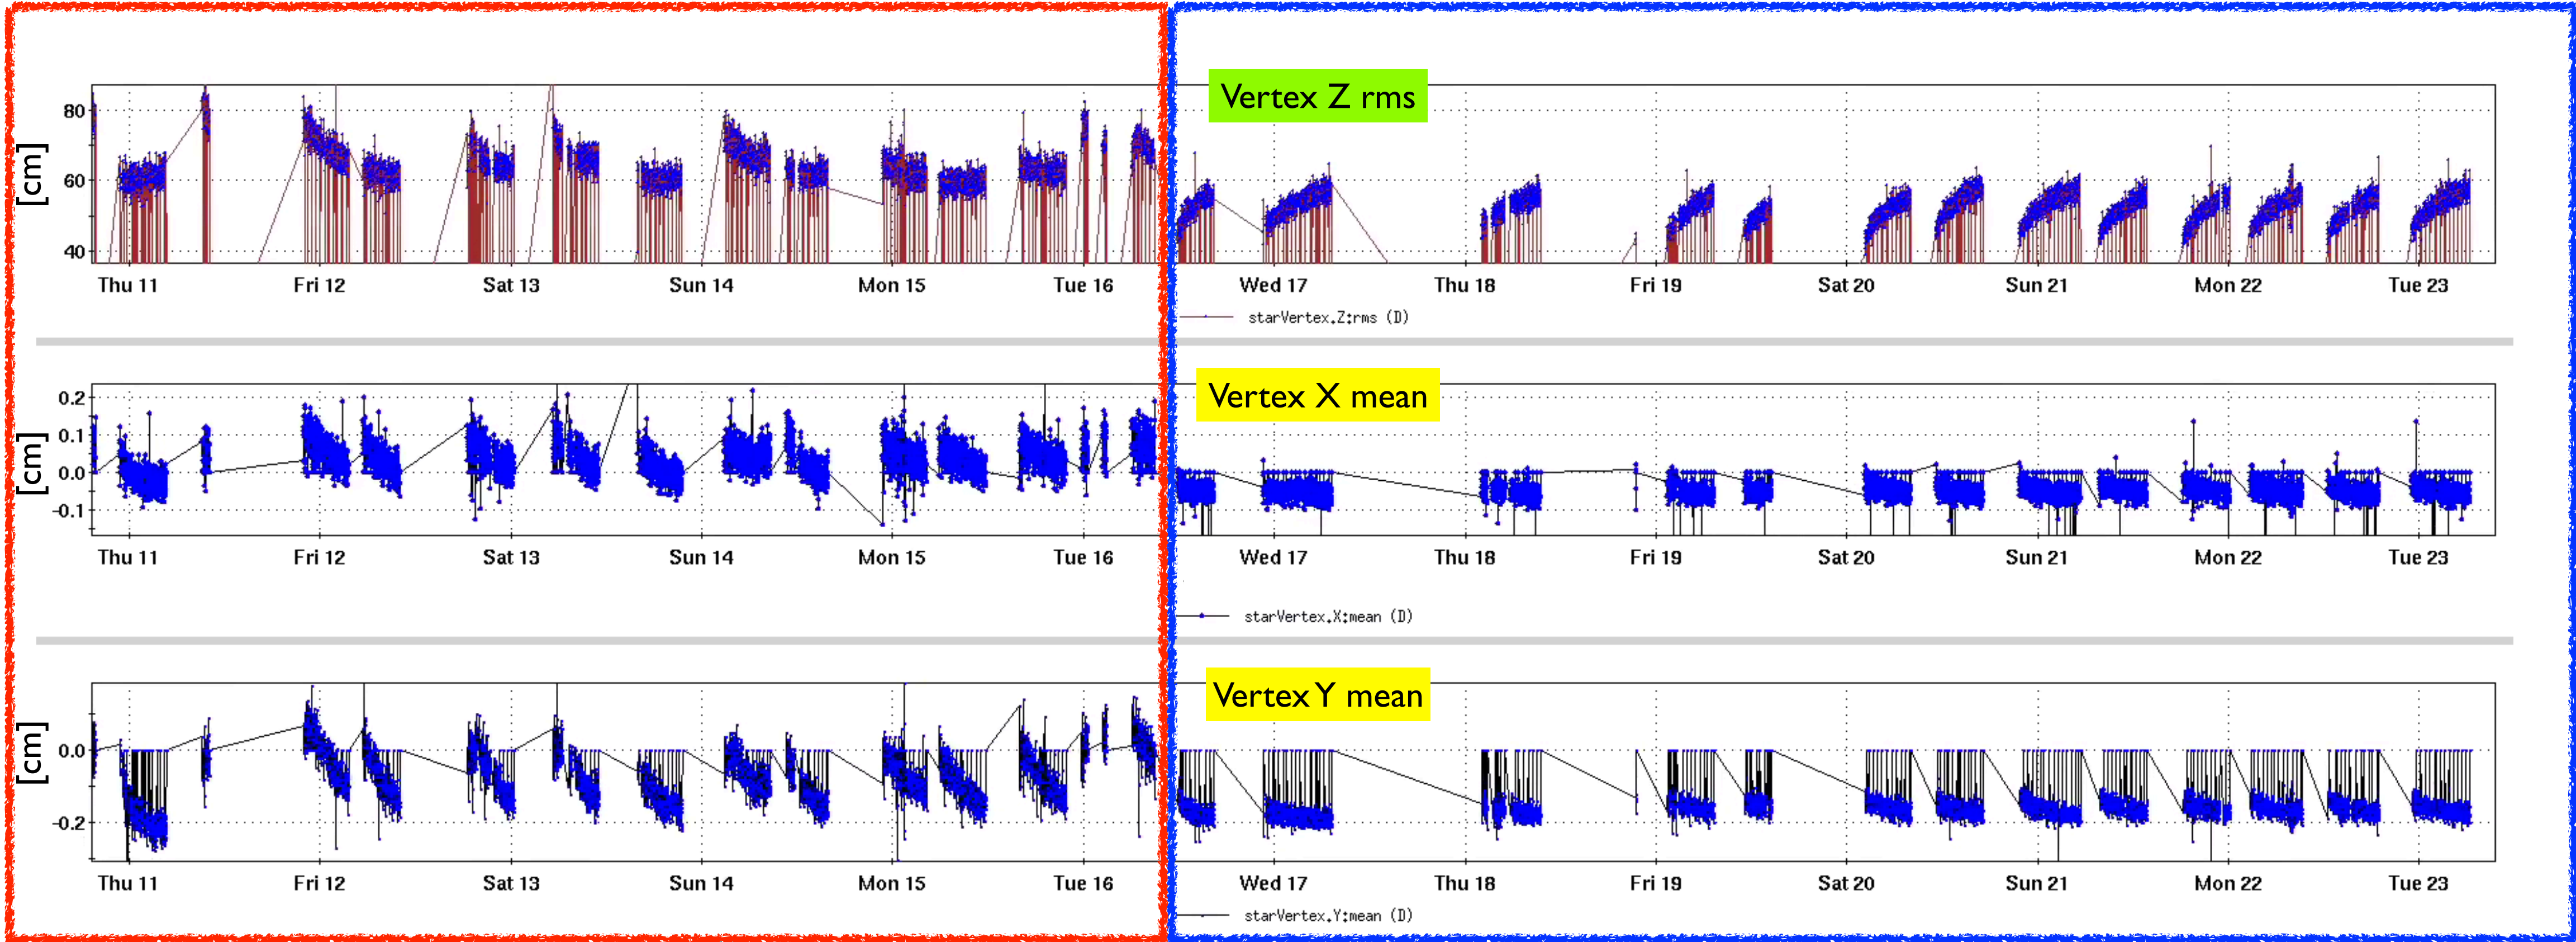 Vertex Z rms
[cm]
80
60
40
Thu 11 Fri 12 Sat 13 Sun 14 Mon 15 Tue 16 Wed 17 Thu 18 Fri 19 Sat 20 Sun 21 Mon 22 Tue 23
starVertex.Z:rms (D)
Vertex X mean
[cm]
0.2
0.1
0.0
-0.1
Thu 11 Fri 12 Sat 13 Sun 14 Mon 15 Tue 16 Wed 17 Thu 18 Fri 19 Sat 20 Sun 21 Mon 22 Tue 23
starVertex.X:mean (D)
Vertex Y mean
[cm]
0.0
-0.2
Thu 11 Fri 12 Sat 13 Sun 14 Mon 15 Tue 16 Wed 17 Thu 18 Fri 19 Sat 20 Sun 21 Mon 22 Tue 23
starVertex.Y:mean (D)